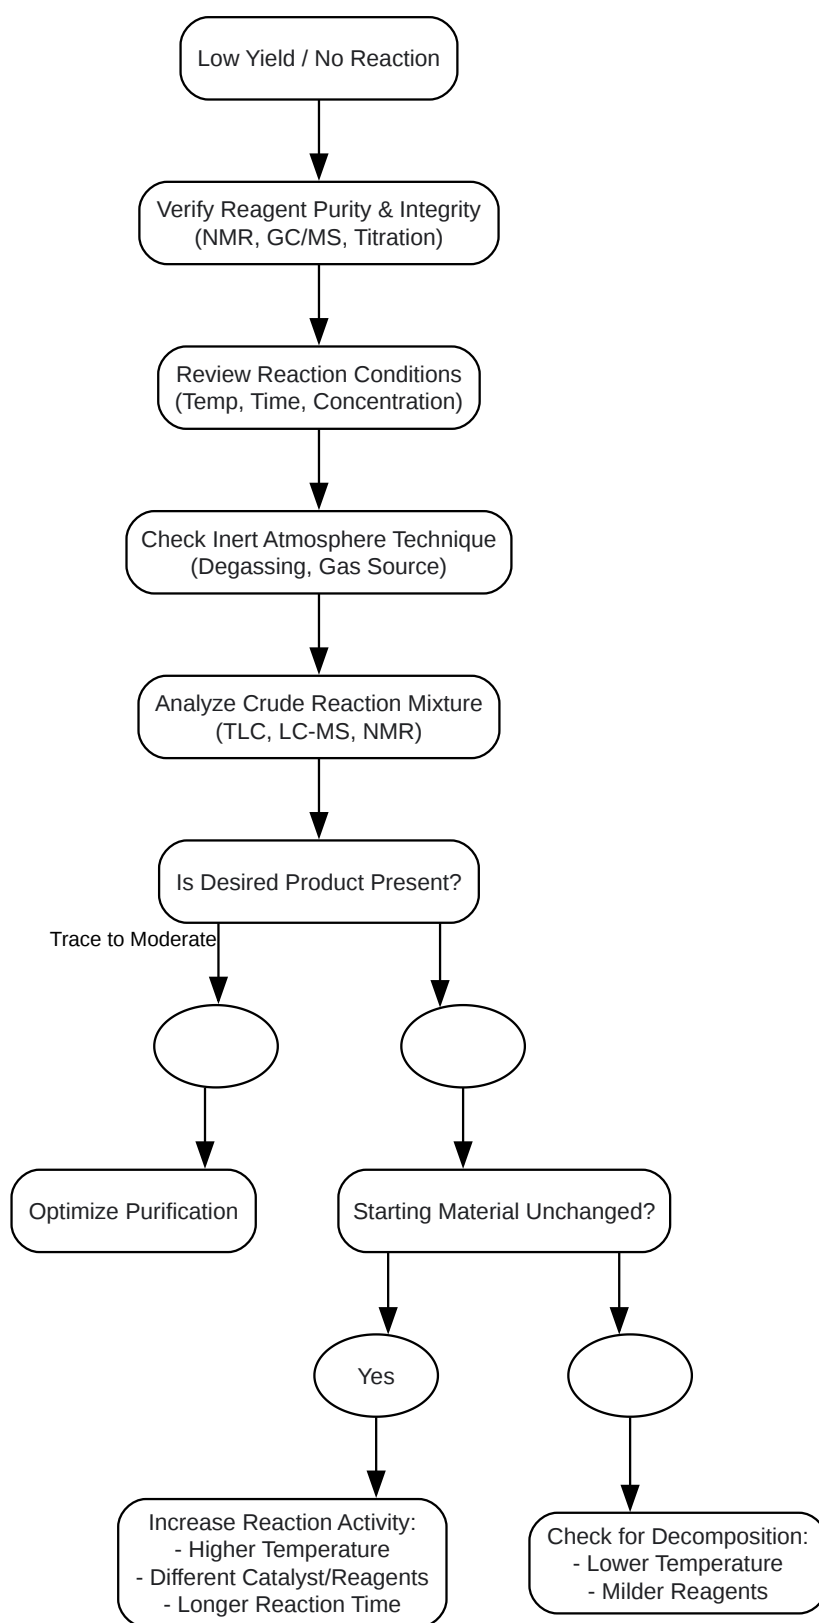 Low Yield / No Reaction
Verify Reagent Purity & Integrity
(NMR, GC/MS, Titration)
Review Reaction Conditions
(Temp, Time, Concentration)
Check Inert Atmosphere Technique
(Degassing, Gas Source)
Analyze Crude Reaction Mixture
(TLC, LC-MS, NMR)
Is Desired Product Present?
Trace to Moderate
Optimize Purification
Starting Material Unchanged?
Yes
Increase Reaction Activity:
- Higher Temperature
- Different Catalyst/Reagents
- Longer Reaction Time
Check for Decomposition:
- Lower Temperature
- Milder Reagents